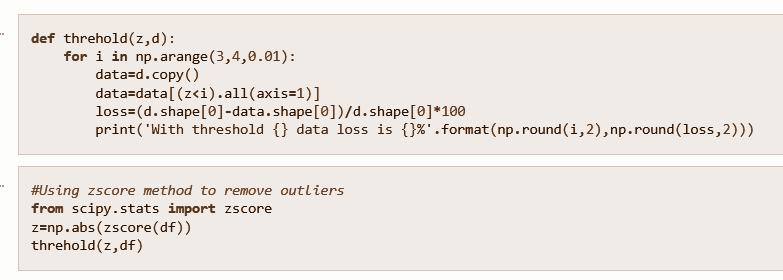 def threhold(z,d):
    for i in np.arange(3,4,0.01):
        data=d.copy()
        data=data[(z<i).all(axis=1)]
        loss=(d.shape[0]-data.shape[0])/d.shape[0]*100
        print('With threshold {} data loss is {}%'.format(np.round(i,2),np.round(loss,2)))
#Using zscore method to remove outliers
from scipy.stats import zscore
z=np.abs(zscore(df))
threhold(z,df)